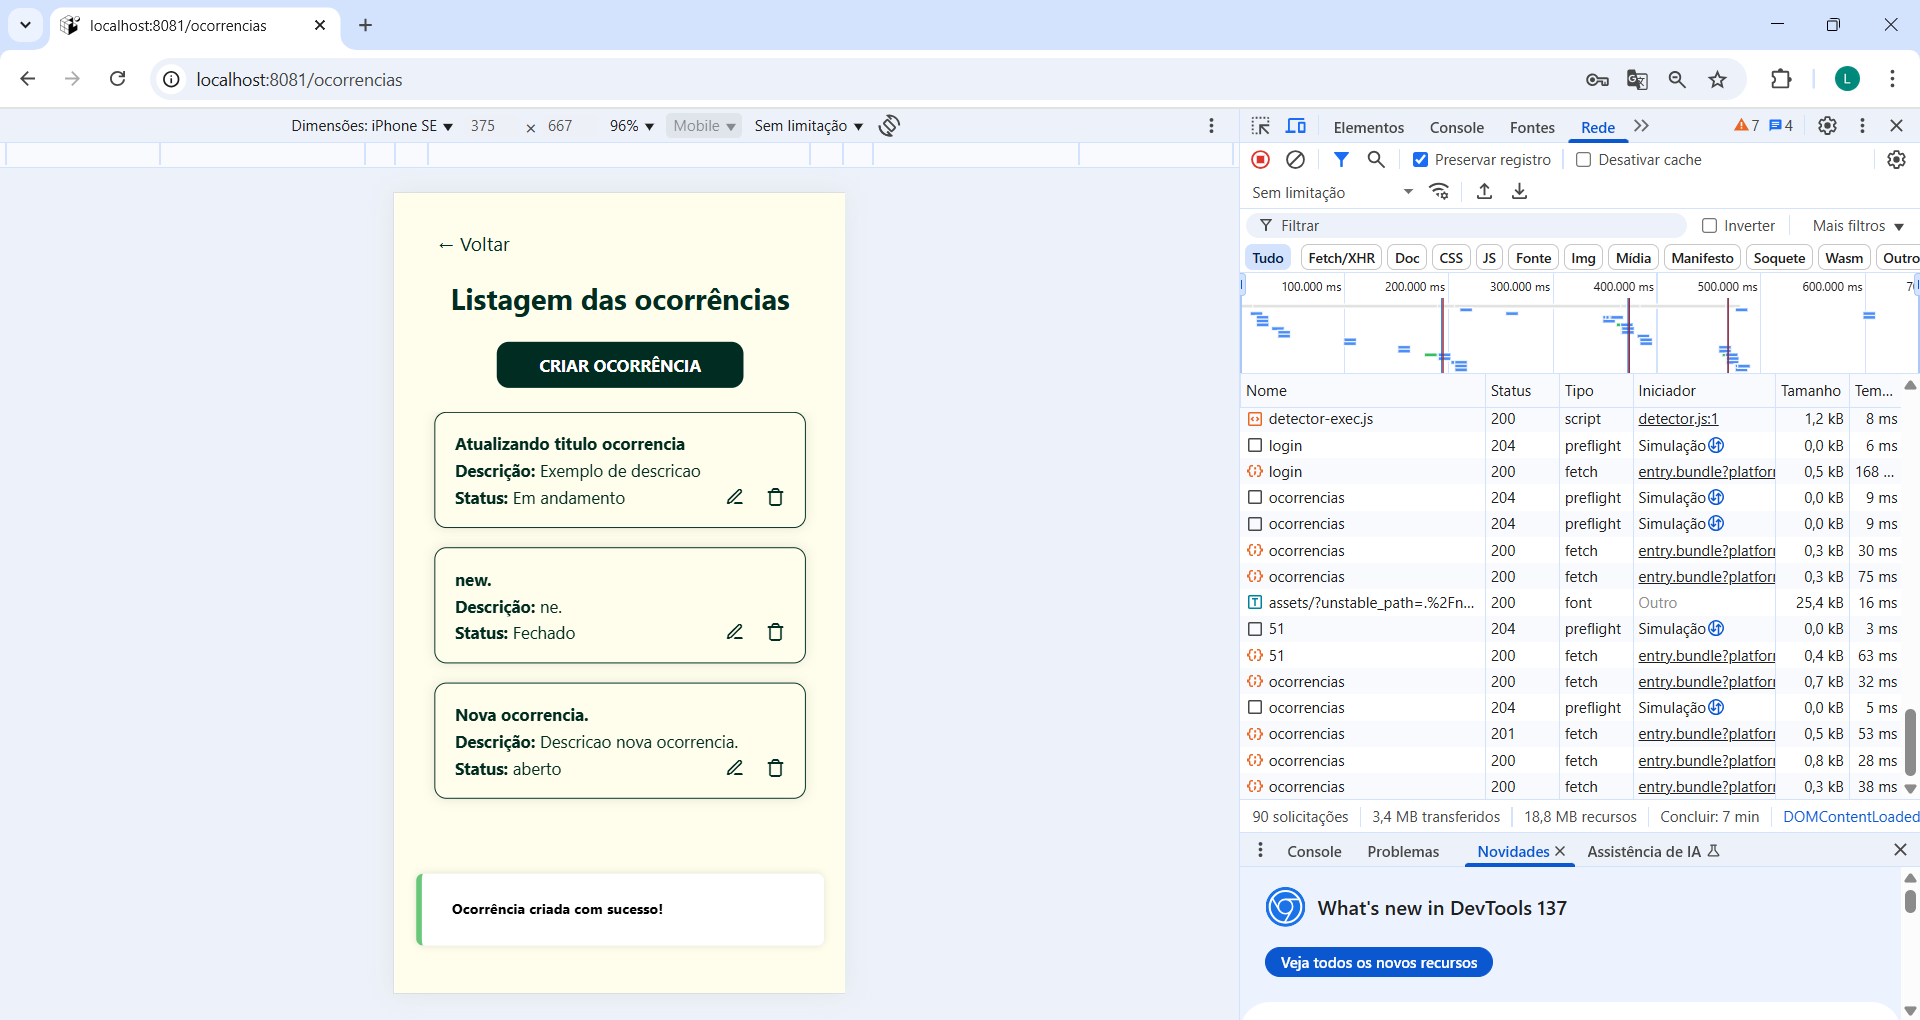 localhost:8081/ocorrencias
localhost:8081/ocorrencias
L
Dimensões: iPhone SE 375 × 667 96% Mobile Sem limitação
← Voltar
Listagem das ocorrências
CRIAR OCORRÊNCIA
Atualizando titulo ocorrencia
Descrição: Exemplo de descricao
Status: Em andamento
new.
Descrição: ne.
Status: Fechado
Nova ocorrencia.
Descrição: Descricao nova ocorrencia.
Status: aberto
Ocorrência criada com sucesso!
Elementos Console Fontes Rede 7 4
Preservar registro Desativar cache
Sem limitação
Filtrar Inverter Mais filtros
Tudo Fetch/XHR Doc CSS JS Fonte Img Mídia Manifesto Soquete Wasm Outro
100.000 ms 200.000 ms 300.000 ms 400.000 ms 500.000 ms 600.000 ms 7
Nome Status Tipo Iniciador Tamanho Tem...
detector-exec.js 200 script detector.js:1 1,2 kB 8 ms
login 204 preflight Simulação 0,0 kB 6 ms
login 200 fetch entry.bundle?platfor 0,5 kB 168 ...
ocorrencias 204 preflight Simulação 0,0 kB 9 ms
ocorrencias 204 preflight Simulação 0,0 kB 9 ms
ocorrencias 200 fetch entry.bundle?platfor 0,3 kB 30 ms
ocorrencias 200 fetch entry.bundle?platfor 0,3 kB 75 ms
assets/?unstable_path=.%2Fn... 200 font Outro 25,4 kB 16 ms
51 204 preflight Simulação 0,0 kB 3 ms
51 200 fetch entry.bundle?platfor 0,4 kB 63 ms
ocorrencias 200 fetch entry.bundle?platfor 0,7 kB 32 ms
ocorrencias 204 preflight Simulação 0,0 kB 5 ms
ocorrencias 201 fetch entry.bundle?platfor 0,5 kB 53 ms
ocorrencias 200 fetch entry.bundle?platfor 0,8 kB 28 ms
ocorrencias 200 fetch entry.bundle?platfor 0,3 kB 38 ms
90 solicitações 3,4 MB transferidos 18,8 MB recursos Concluir: 7 min DOMContentLoaded
Console Problemas Novidades Assistência de IA
What's new in DevTools 137
Veja todos os novos recursos